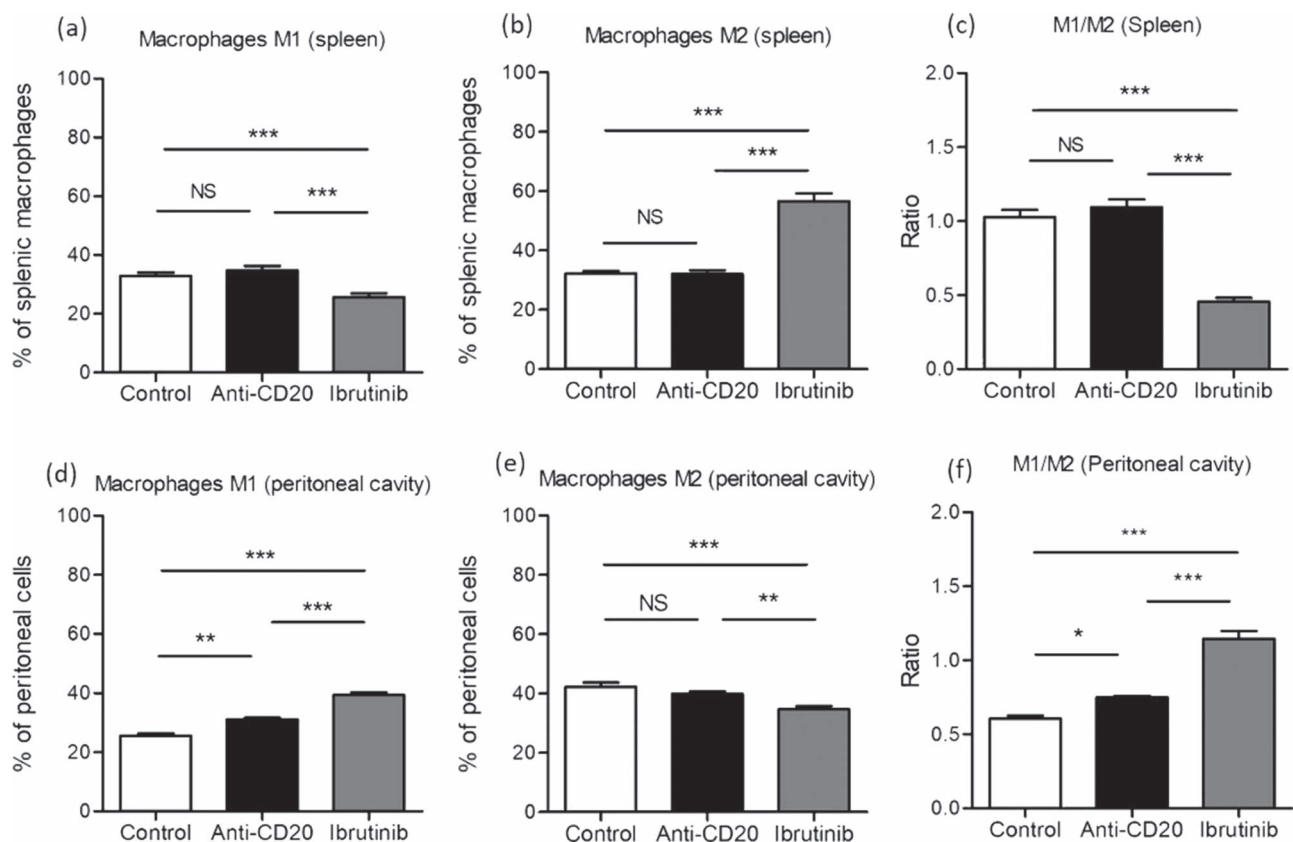 (a)
Macrophages M1 (spleen)
% of splenic macrophages
100
80
60
40
20
0
***
NS
***
Control Anti-CD20 Ibrutinib
(b)
Macrophages M2 (spleen)
% of splenic macrophages
100
80
60
40
20
0
***
***
NS
Control Anti-CD20 Ibrutinib
(c)
M1/M2 (Spleen)
Ratio
2.0
1.5
1.0
0.5
0.0
***
NS
***
Control Anti-CD20 Ibrutinib
(d)
Macrophages M1 (peritoneal cavity)
% of peritoneal cells
100
80
60
40
20
0
***
***
**
Control Anti-CD20 Ibrutinib
(e)
Macrophages M2 (peritoneal cavity)
% of peritoneal cells
100
80
60
40
20
0
***
NS
**
Control Anti-CD20 Ibrutinib
(f)
M1/M2 (Peritoneal cavity)
Ratio
2.0
1.5
1.0
0.5
0.0
***
***
*
Control Anti-CD20 Ibrutinib